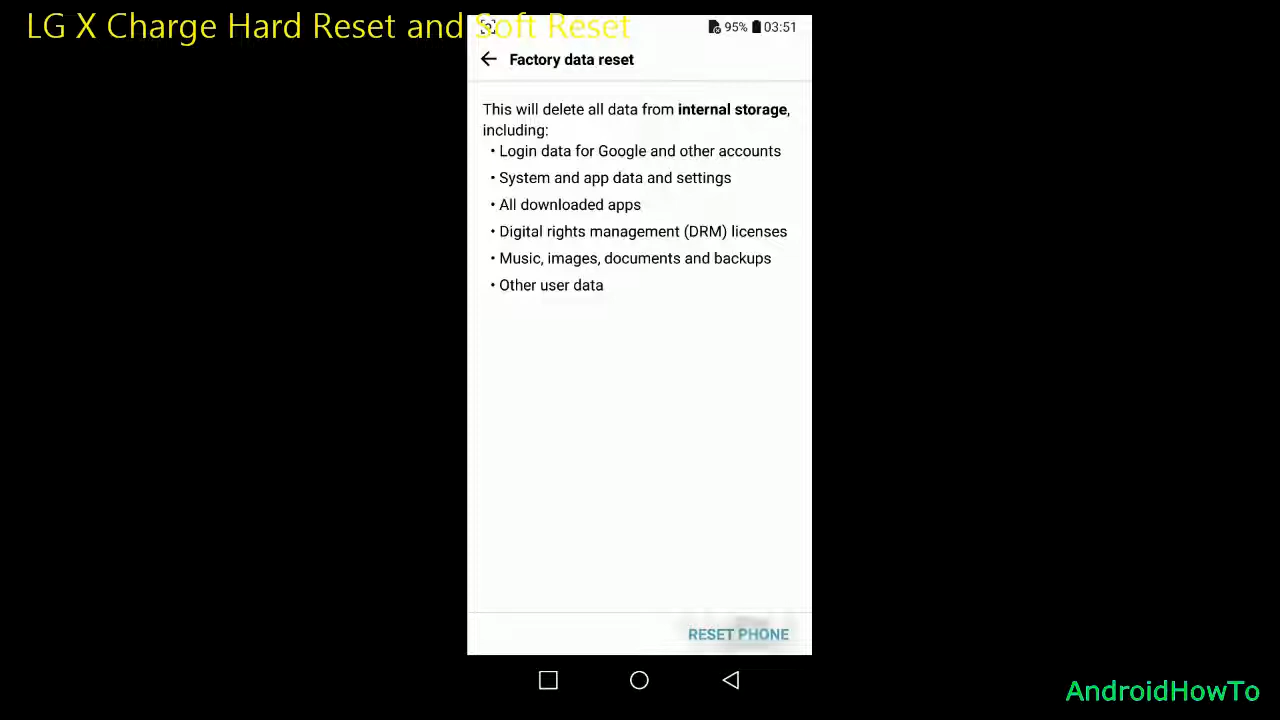 LG X Charge Hard Reset and Soft Reset
95% 03:51
Factory data reset
This will delete all data from internal storage,
including:
• Login data for Google and other accounts
• System and app data and settings
• All downloaded apps
• Digital rights management (DRM) licenses
• Music, images, documents and backups
• Other user data
RESET PHONE
AndroidHowTo